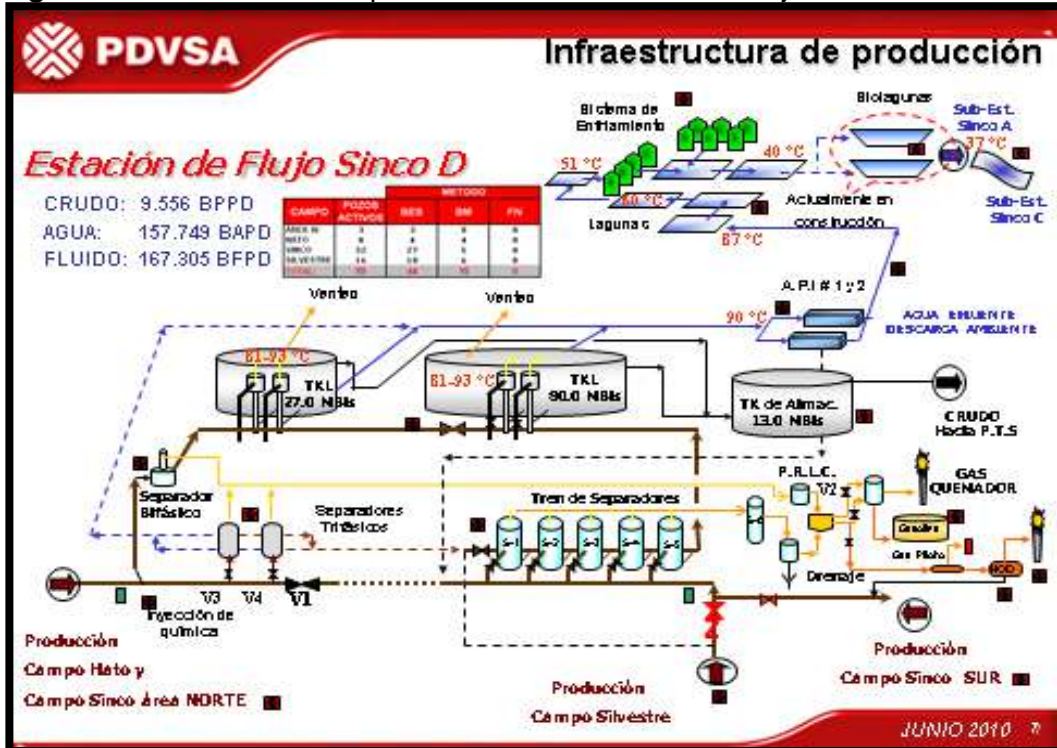 PDVSA
Infraestructura de producción
Sistema de
Enfriamiento
Biolagunas
Sub-Est.
Sinco A
37 °C
51 °C
40 °C
Estación de Flujo Sinco D
CRUDO: 9.556 BPPD
AGUA: 157.749 BAPD
FLUIDO: 167.305 BFPD
METODO
CAMPO
POZOS
ACTIVOS
BES
BM
FN
SILVESTRE
Lagunas
Actualmente en
construcción
Sub-Est.
Sinco C
87 °C
Venteo
Venteo
A.P.I # 1 y 2
90 °C
AGUA EFLUENTE
DESCARGA AMBIENTE
81-93 °C
TKL
27.0 MBls
81-93 °C
TKL
90.0 MBls
TK de Almac.
13.0 MBls
CRUDO
Hacia P.T.S
Separador
Bifásico
Separadores
Trifásicos
Tren de Separadores
P.R.L.C.
V2
GAS
QUEMADOR
S-1
S-2
S-3
S-4
S-5
Gasolina
Gas Piloto
Drenaje
V3
V4
V1
Inyección de
química
Producción
Campo Hato y
Campo Sinco área NORTE
Producción
Campo Silvestre
Producción
Campo Sinco SUR
JUNIO 2010